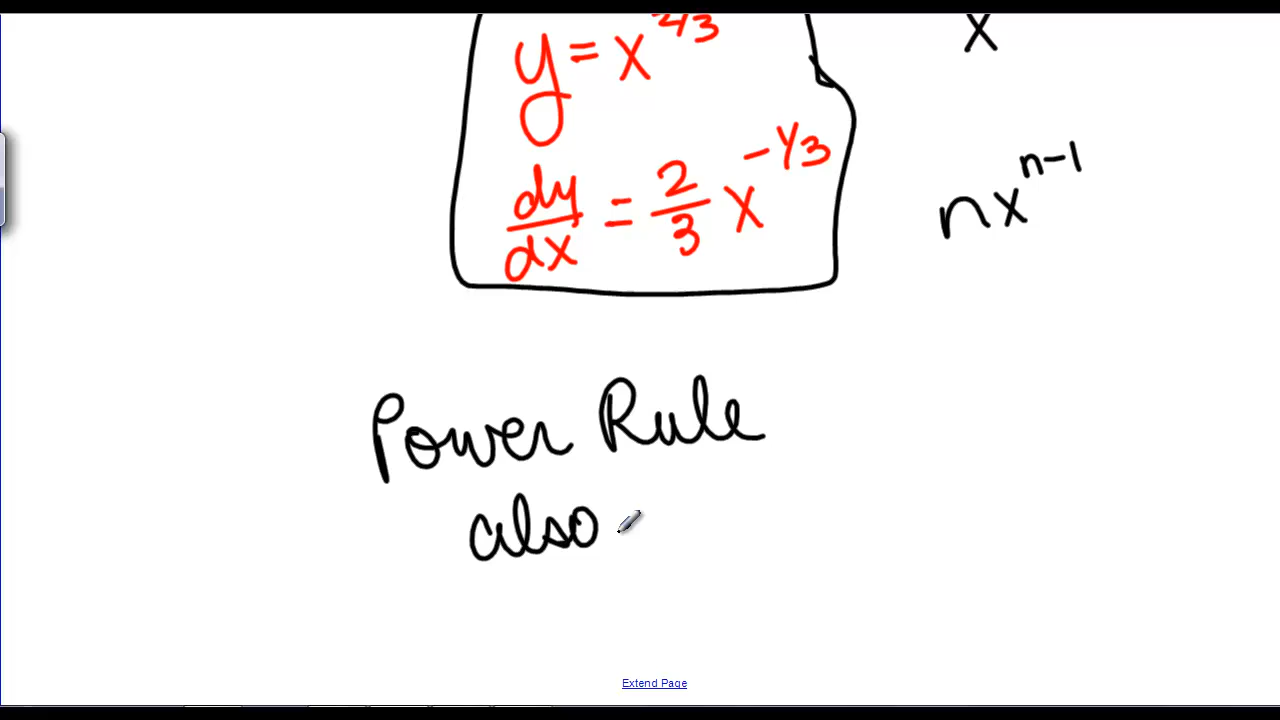 y = x^2/3
x
dy/dx = 2/3 x^-1/3
nx^n-1
Power Rule
also
Extend Page